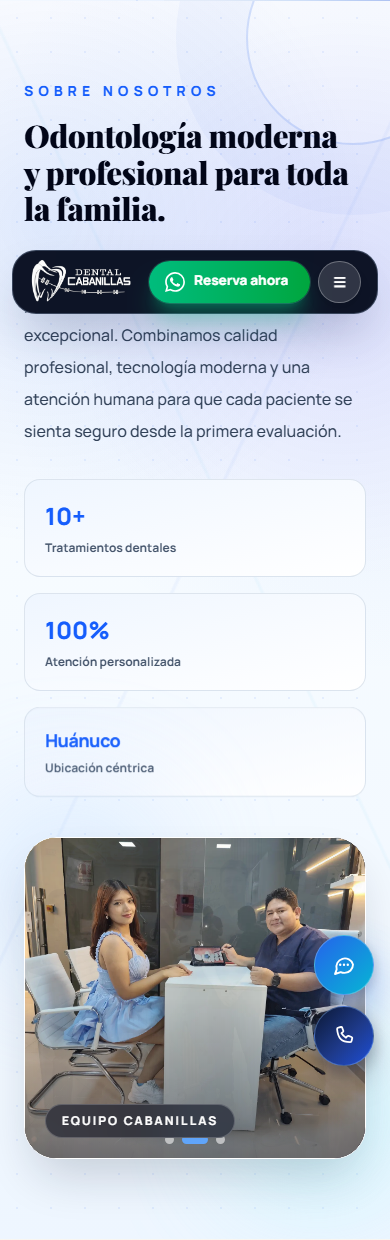 SOBRE NOSOTROS
Odontología moderna
y profesional para toda
la familia.
DENTAL
CABANILLAS
Reserva ahora
excepcional. Combinamos calidad
profesional, tecnología moderna y una
atención humana para que cada paciente se
sienta seguro desde la primera evaluación.
10+
Tratamientos dentales
100%
Atención personalizada
Huánuco
Ubicación céntrica
EQUIPO CABANILLAS